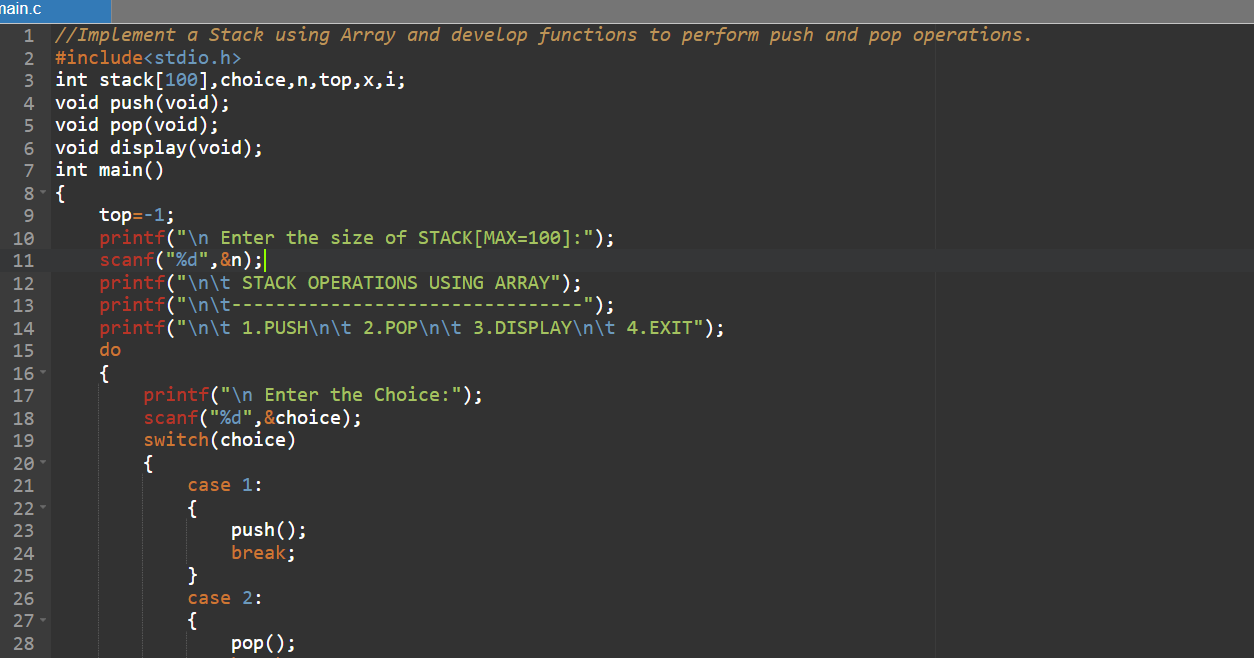 main.c
1 //Implement a Stack using Array and develop functions to perform push and pop operations.
2 #include<stdio.h>
3 int stack[100],choice,n,top,x,i;
4 void push(void);
5 void pop(void);
6 void display(void);
7 int main()
8 {
9     top=-1;
10     printf("\n Enter the size of STACK[MAX=100]:");
11     scanf("%d",&n);
12     printf("\n\t STACK OPERATIONS USING ARRAY");
13     printf("\n\t--------------------------------");
14     printf("\n\t 1.PUSH\n\t 2.POP\n\t 3.DISPLAY\n\t 4.EXIT");
15     do
16     {
17         printf("\n Enter the Choice:");
18         scanf("%d",&choice);
19         switch(choice)
20         {
21             case 1:
22             {
23                 push();
24                 break;
25             }
26             case 2:
27             {
28                 pop();